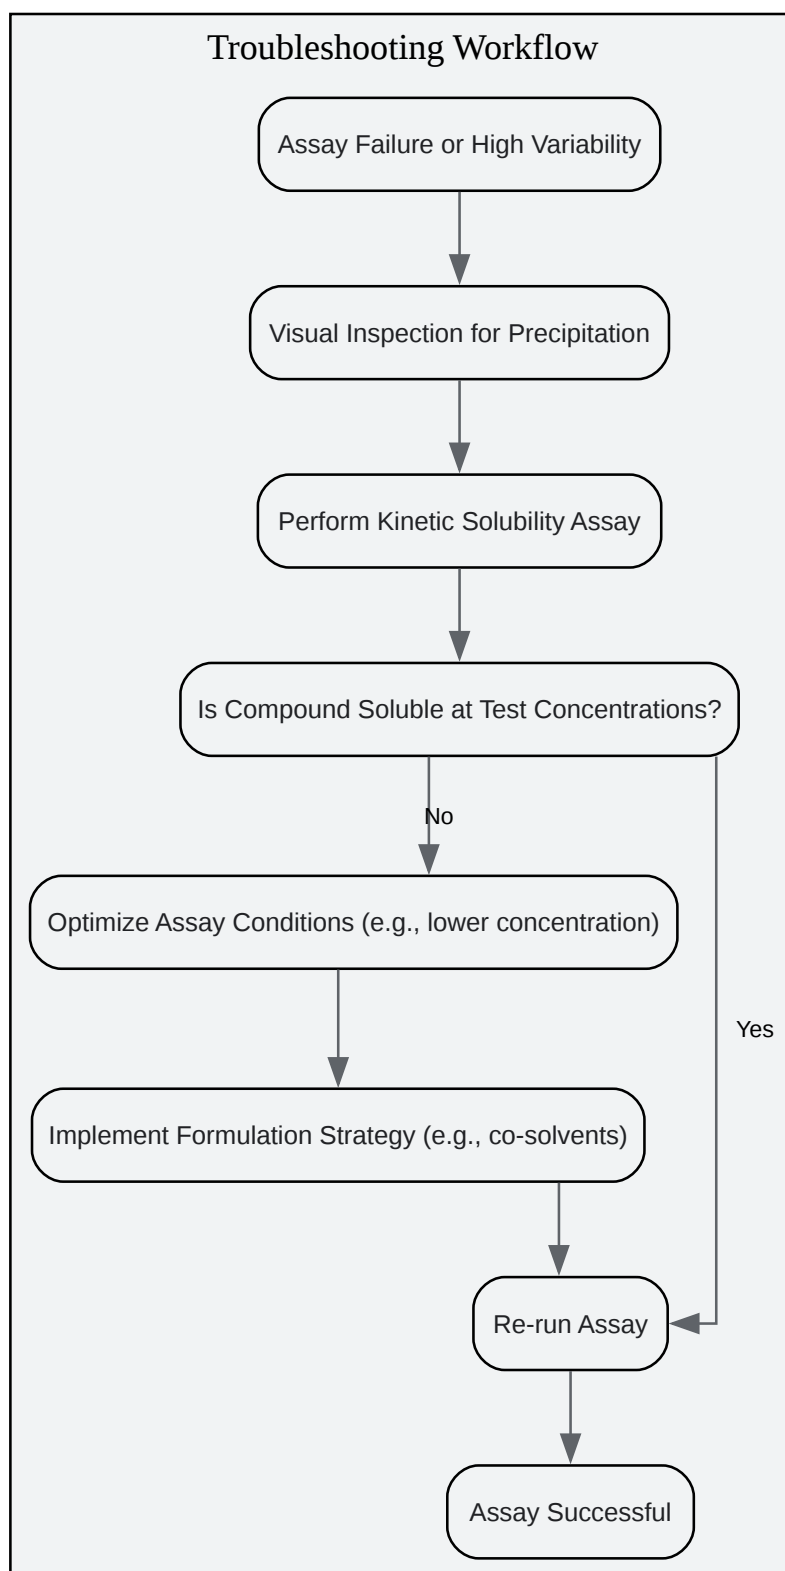 Troubleshooting Workflow
Assay Failure or High Variability
Visual Inspection for Precipitation
Perform Kinetic Solubility Assay
Is Compound Soluble at Test Concentrations?
No
Optimize Assay Conditions (e.g., lower concentration)
Yes
Implement Formulation Strategy (e.g., co-solvents)
Re-run Assay
Assay Successful